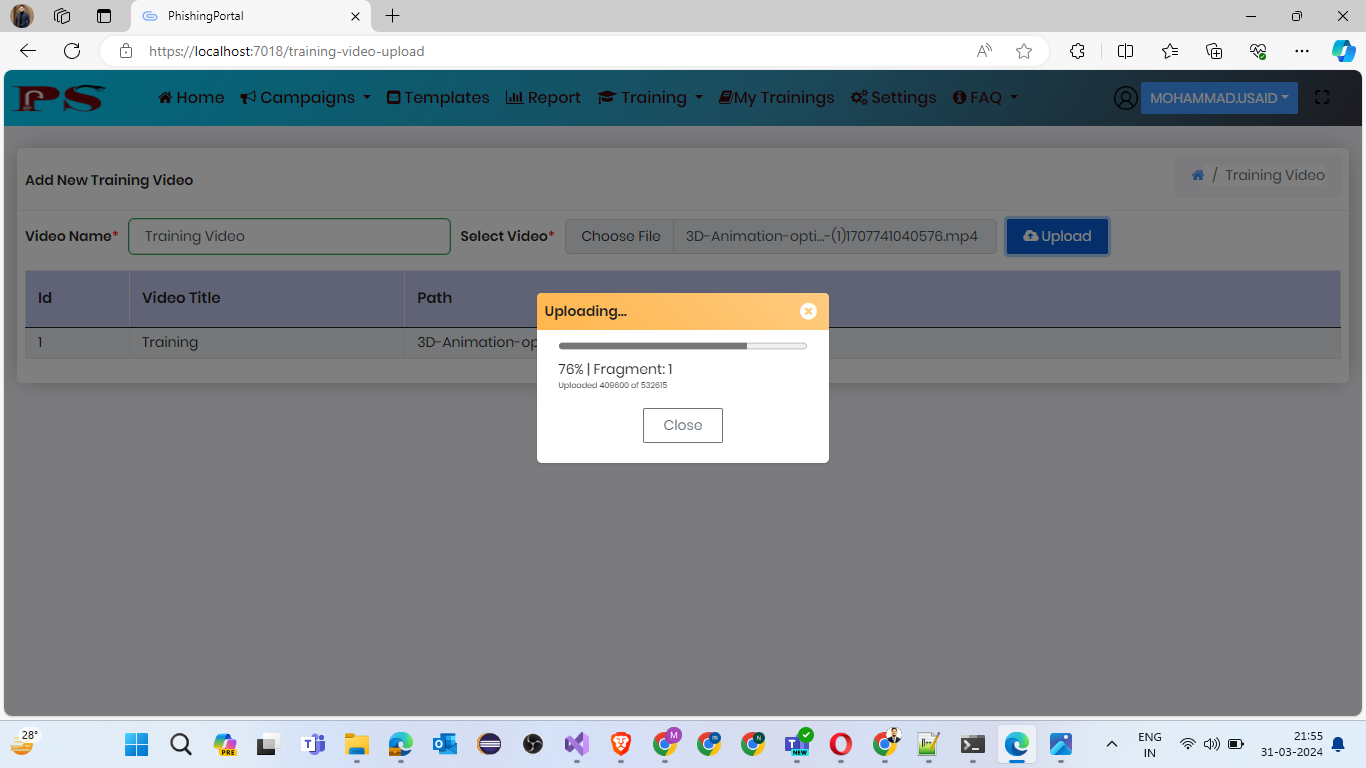 PhishingPortal
https://localhost:7018/training-video-upload
PS
Home Campaigns Templates Report Training My Trainings Settings FAQ MOHAMMAD.USAID
Add New Training Video
/ Training Video
Video Name* Training Video Select Video* Choose File 3D-Animation-opti...-(1)1707741040576.mp4 Upload
Id Video Title Path
1 Training 3D-Animation-op
Uploading...
76% | Fragment: 1
Uploaded 409600 of 532615
Close
28°
PRE
NEW
ENG
IN
21:55
31-03-2024